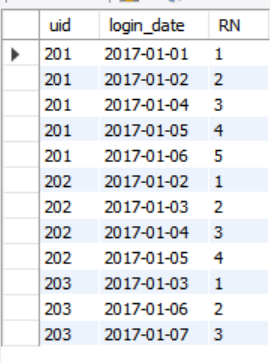 uid login_date RN
201 2017-01-01 1
201 2017-01-02 2
201 2017-01-04 3
201 2017-01-05 4
201 2017-01-06 5
202 2017-01-02 1
202 2017-01-03 2
202 2017-01-04 3
202 2017-01-05 4
203 2017-01-03 1
203 2017-01-06 2
203 2017-01-07 3